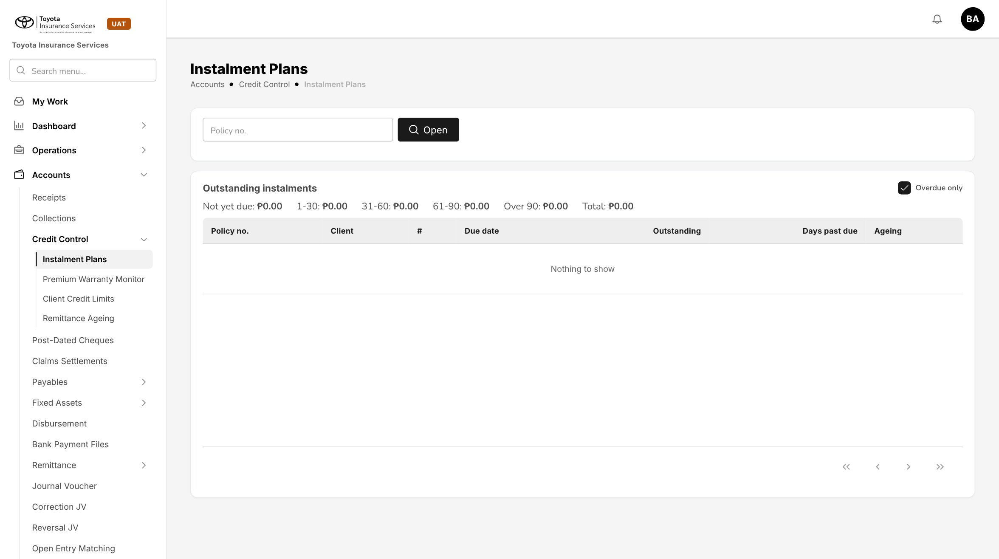 Toyota
Insurance Services
UAT
Toyota Insurance Services
Search menu...
My Work
Dashboard
Operations
Accounts
Receipts
Collections
Credit Control
Instalment Plans
Premium Warranty Monitor
Client Credit Limits
Remittance Ageing
Post-Dated Cheques
Claims Settlements
Payables
Fixed Assets
Disbursement
Bank Payment Files
Remittance
Journal Voucher
Correction JV
Reversal JV
Open Entry Matching
BA
Instalment Plans
Accounts • Credit Control • Instalment Plans
Policy no.
Open
Outstanding instalments
Overdue only
Not yet due: ₱0.00 1-30: ₱0.00 31-60: ₱0.00 61-90: ₱0.00 Over 90: ₱0.00 Total: ₱0.00
Policy no. Client # Due date Outstanding Days past due Ageing
Nothing to show